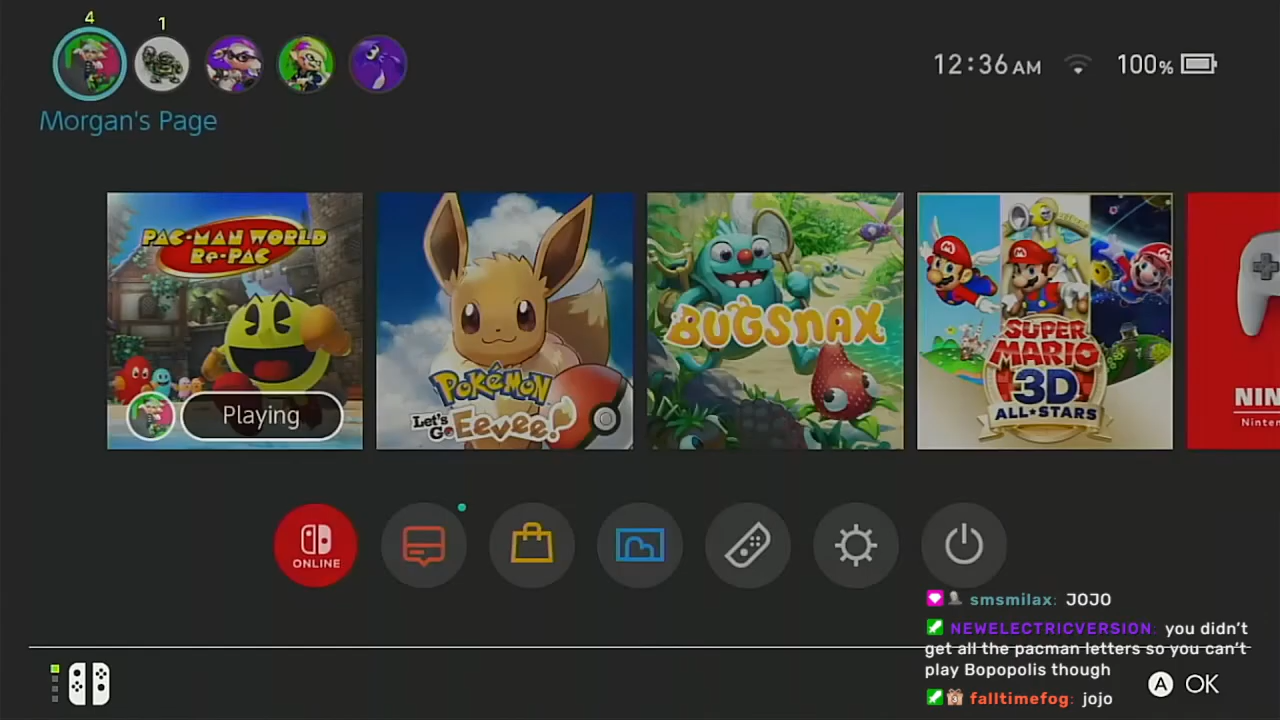 4
1
12:36 AM
100%
Morgan's Page
PAC-MAN WORLD
Re-PAC
Playing
POKéMON
Let's
Go
Eevee!
BUGSNAX
SUPER
MARIO
3D
ALL★STARS
NIN
Ninten
ONLINE
smsmilax: JOJO
NEWELECTRICVERSION: you didn't
get all the pacman letters so you can't
play Bopopolis though
falltimefog: jojo
A OK